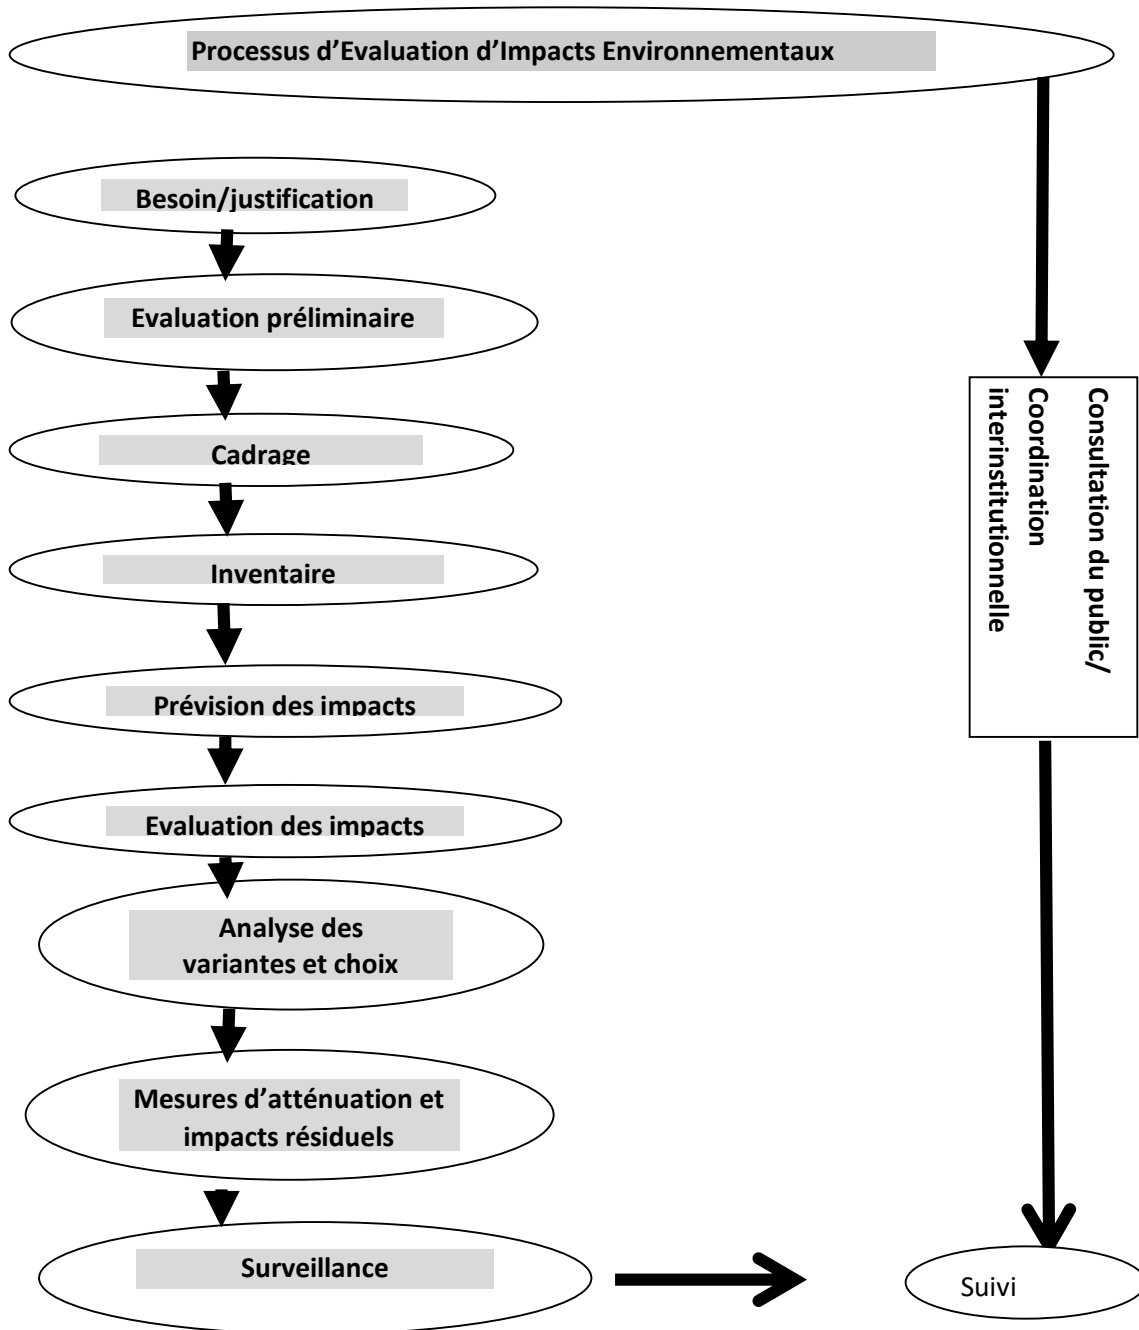 Processus d’Evaluation d’Impacts Environnementaux
Besoin/justification
Evaluation préliminaire
Cadrage
Inventaire
Prévision des impacts
Evaluation des impacts
Analyse des
variantes et choix
Mesures d’atténuation et
impacts résiduels
Surveillance
Consultation du public/
Coordination
interinstitutionnelle
Suivi